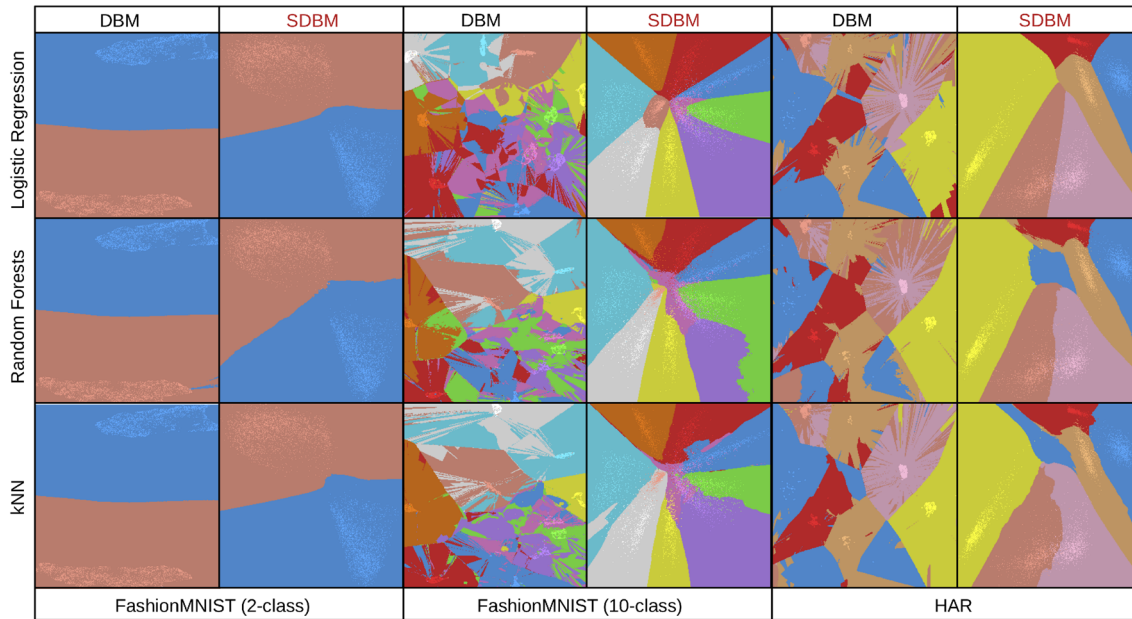 DBM SDBM DBM SDBM DBM SDBM
Logistic Regression
Random Forests
kNN
FashionMNIST (2-class) FashionMNIST (10-class) HAR